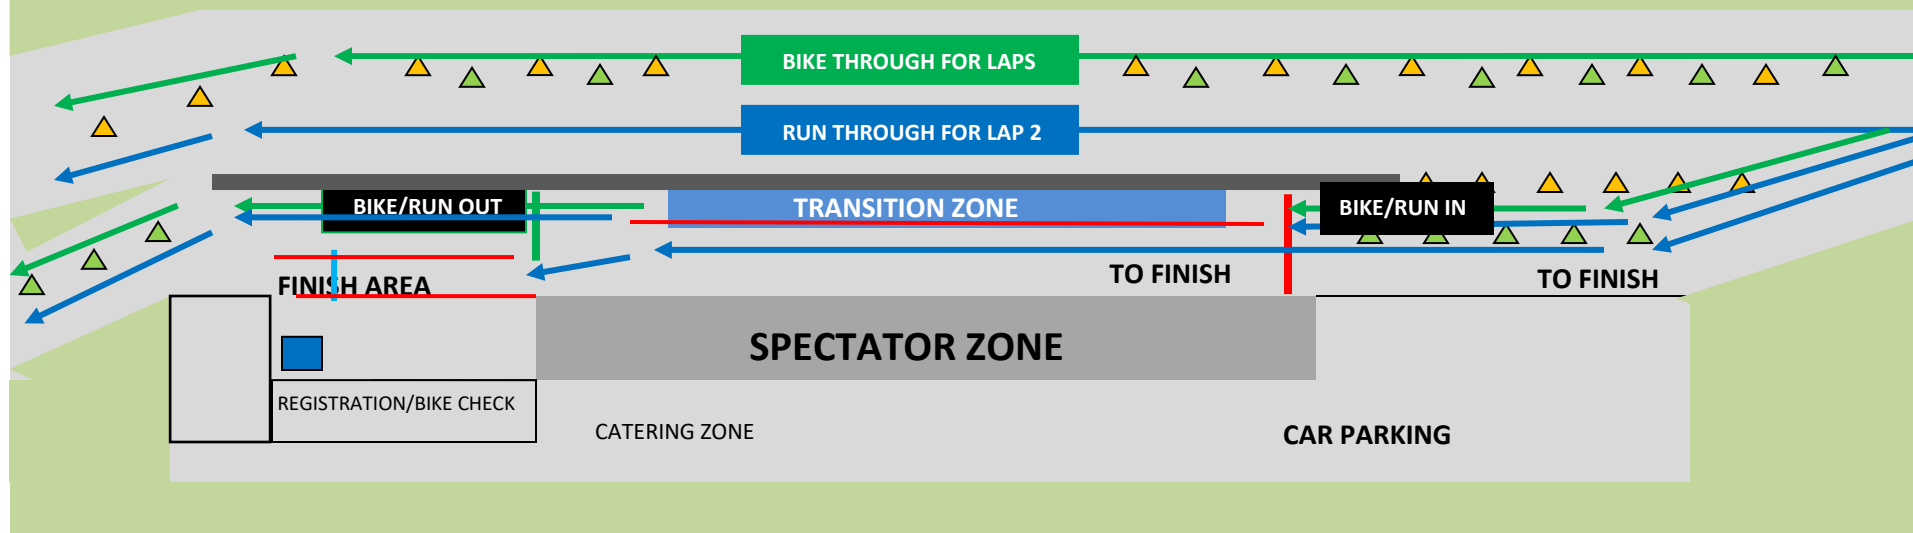 BIKE THROUGH FOR LAPS
RUN THROUGH FOR LAP 2
BIKE/RUN OUT
TRANSITION ZONE
BIKE/RUN IN
FINISH AREA
TO FINISH
TO FINISH
SPECTATOR ZONE
REGISTRATION/BIKE CHECK
CATERING ZONE
CAR PARKING